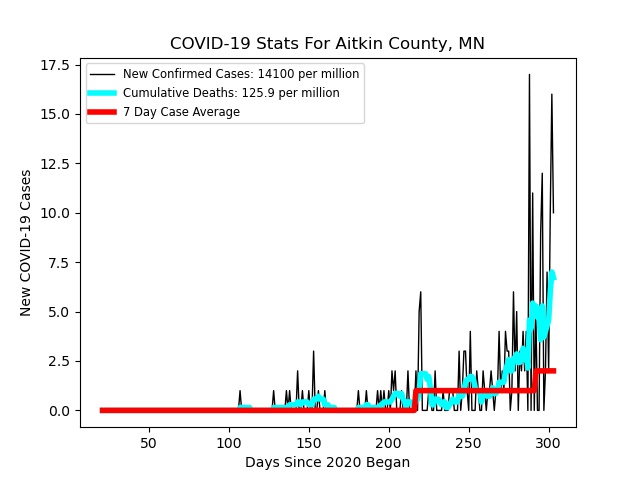 COVID-19 Stats For Aitkin County, MN
New Confirmed Cases: 14100 per million
Cumulative Deaths: 125.9 per million
7 Day Case Average
New COVID-19 Cases
17.5
15.0
12.5
10.0
7.5
5.0
2.5
0.0
50 100 150 200 250 300
Days Since 2020 Began